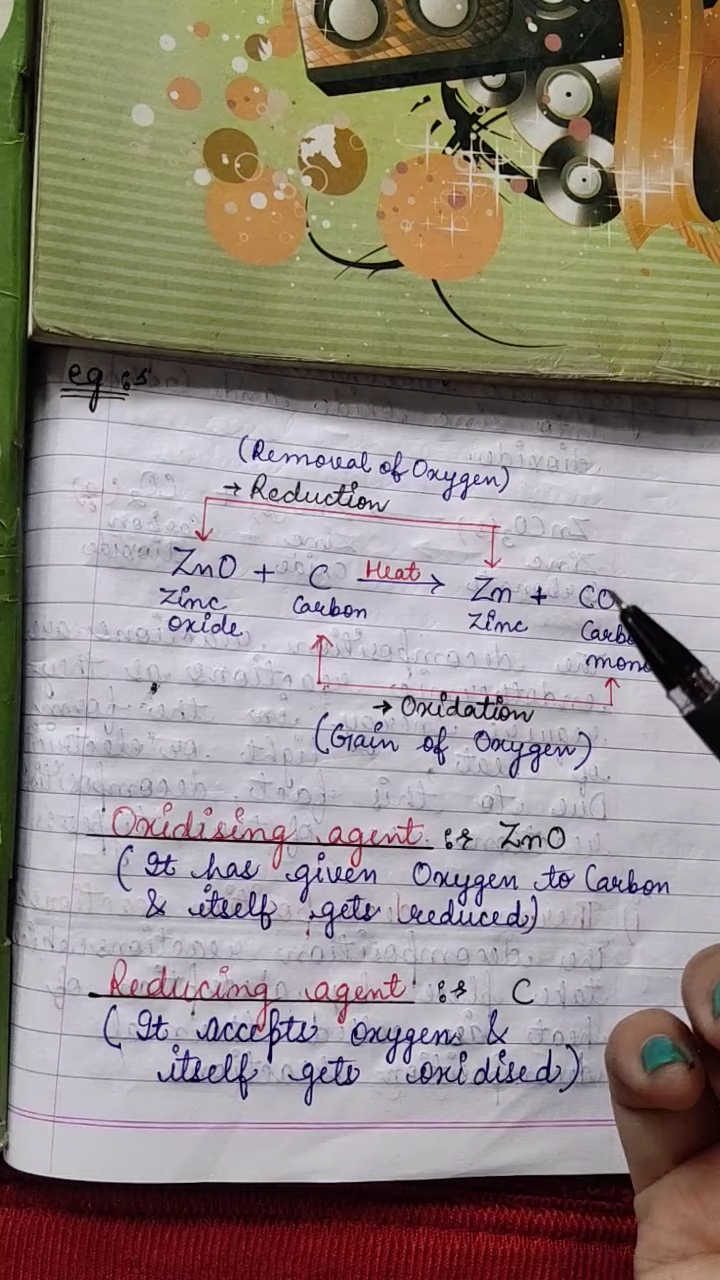 eg :-
(Removal of Oxygen)
→ Reduction
ZnO + C Heat → Zn + CO
Zinc Carbon Zinc
oxide
→ Oxidation
(Gain of Oxygen)
Oxidising agent :- ZnO
(It has given Oxygen to Carbon
& itself gets reduced)
Reducing agent :- C
(It accepts oxygen &
itself gets oxidised)